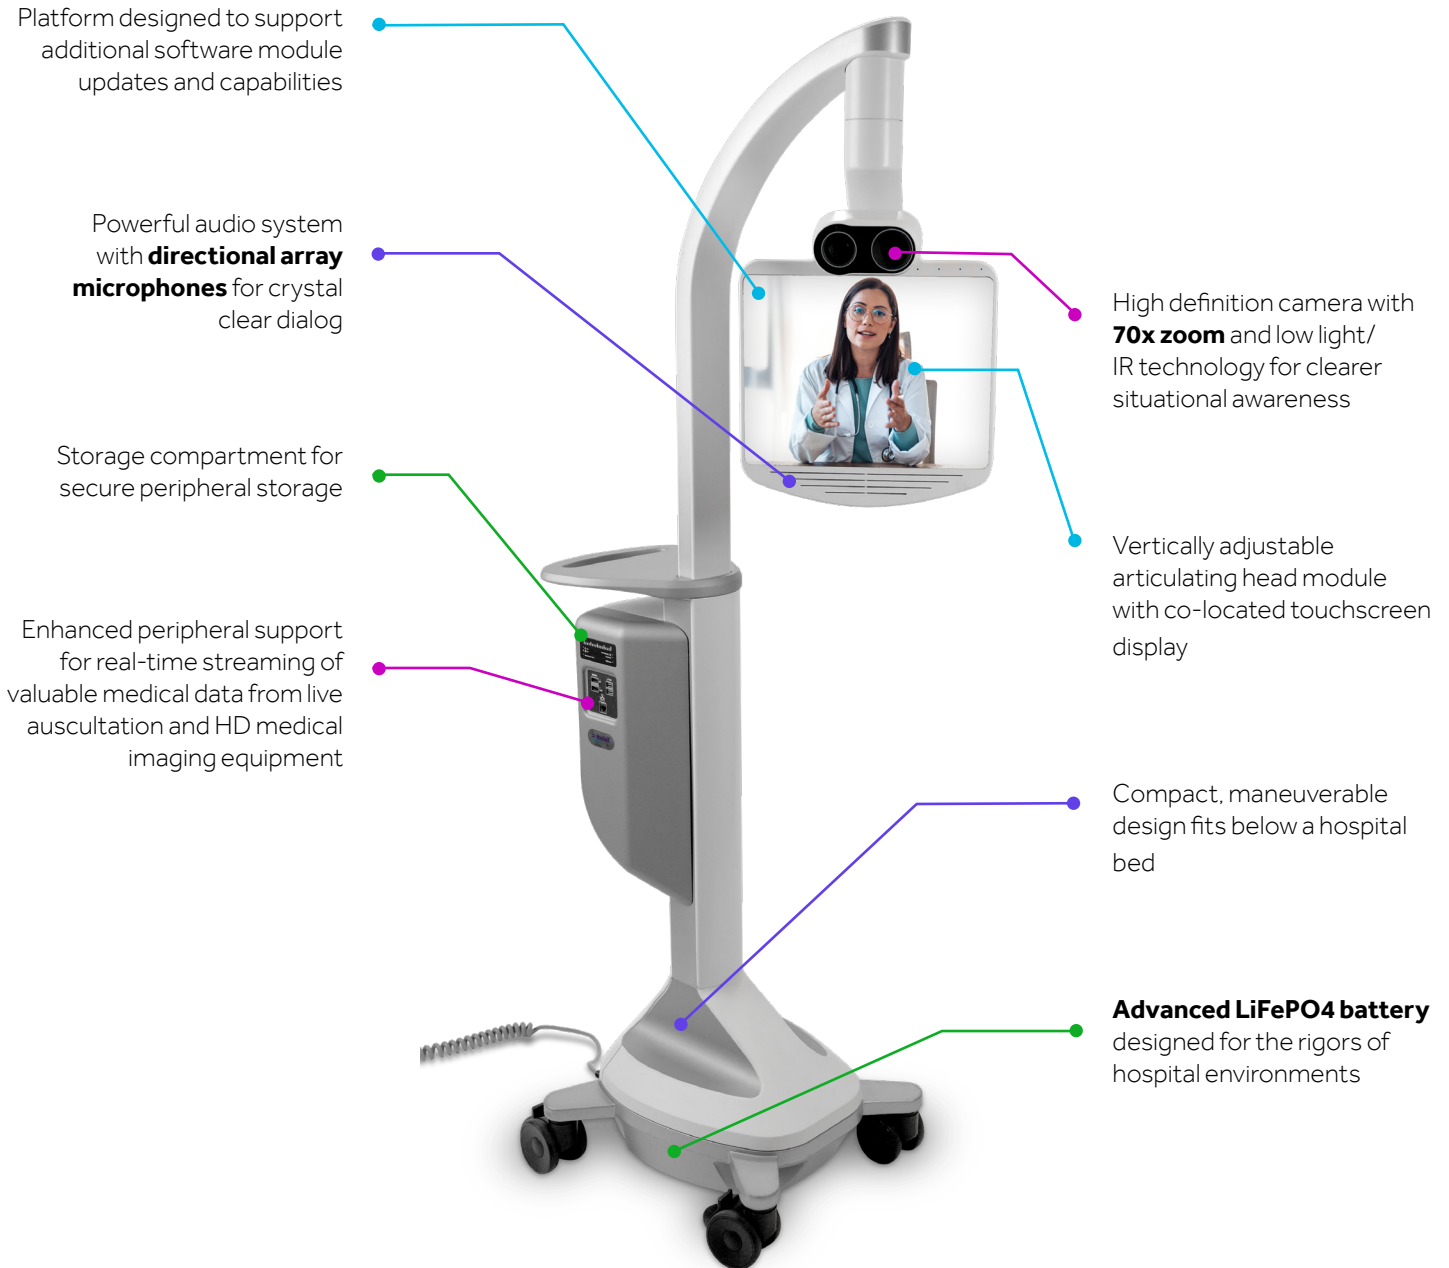 Platform designed to support
additional software module
updates and capabilities
Powerful audio system
with directional array
microphones for crystal
clear dialog
Storage compartment for
secure peripheral storage
Enhanced peripheral support
for real-time streaming of
valuable medical data from live
auscultation and HD medical
imaging equipment
High definition camera with
70x zoom and low light/
IR technology for clearer
situational awareness
Vertically adjustable
articulating head module
with co-located touchscreen
display
Compact, maneuverable
design fits below a hospital
bed
Advanced LiFePO4 battery
designed for the rigors of
hospital environments